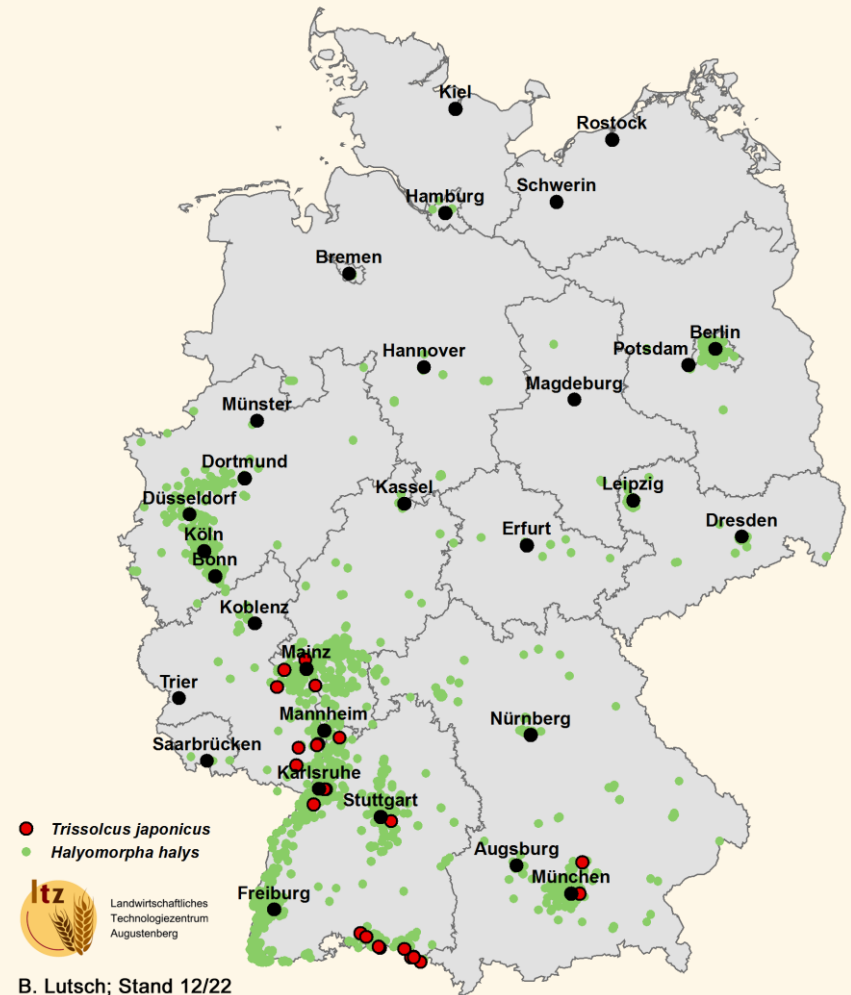 Kiel
Rostock
Schwerin
Hamburg
Bremen
Berlin
Potsdam
Hannover
Magdeburg
Münster
Dortmund
Kassel
Leipzig
Düsseldorf
Dresden
Erfurt
Köln
Bonn
Koblenz
Mainz
Trier
Mannheim
Nürnberg
Saarbrücken
Karlsruhe
Stuttgart
Trissolcus japonicus
Halyomorpha halys
Augsburg
München
Freiburg
ltz
Landwirtschaftliches
Technologiezentrum
Augustenberg
B. Lutsch; Stand 12/22